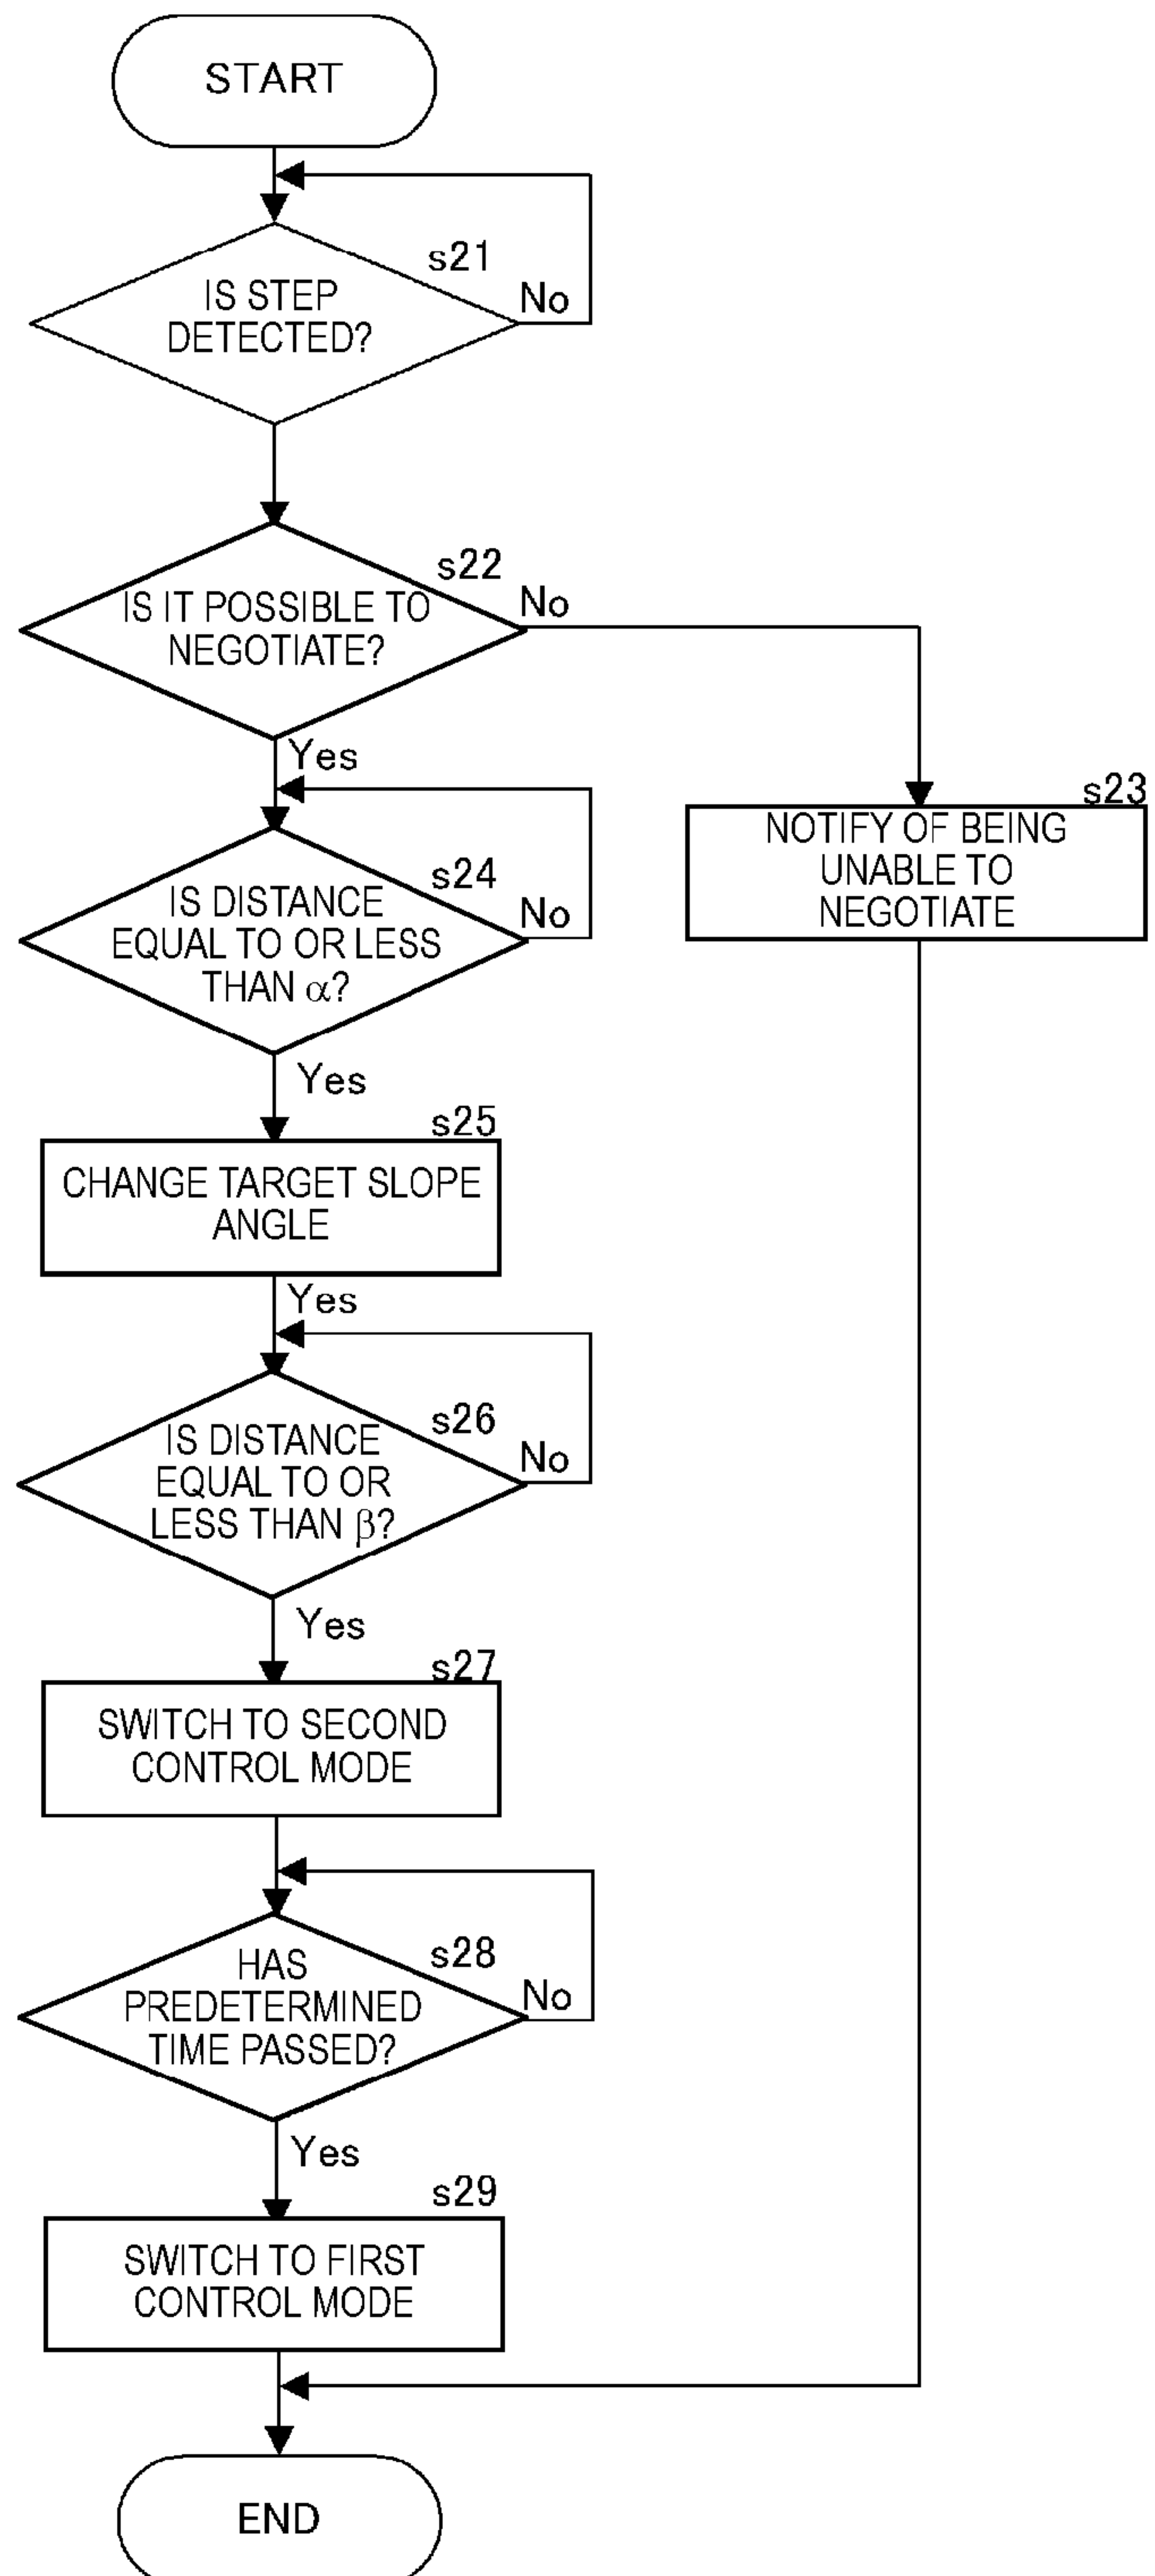 START
s21
IS STEP
DETECTED?
No
s22
IS IT POSSIBLE TO
NEGOTIATE?
No
Yes
s23
NOTIFY OF BEING
UNABLE TO
NEGOTIATE
s24
IS DISTANCE
EQUAL TO OR LESS
THAN α?
No
Yes
s25
CHANGE TARGET SLOPE
ANGLE
Yes
s26
IS DISTANCE
EQUAL TO OR
LESS THAN β?
No
Yes
s27
SWITCH TO SECOND
CONTROL MODE
s28
HAS
PREDETERMINED
TIME PASSED?
No
Yes
s29
SWITCH TO FIRST
CONTROL MODE
END